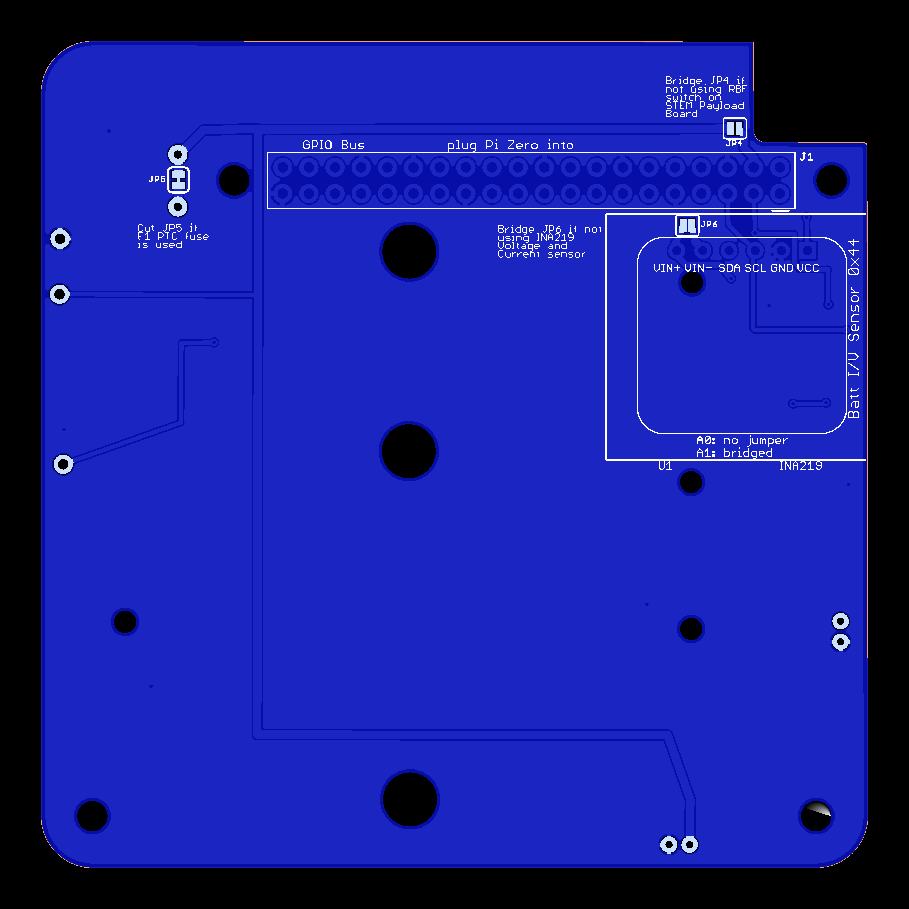 Bridge JP4 if
not using RBF
switch on
STEM Payload
Board
JP4
GPIO Bus
plug Pi Zero into
J1
JP5
Cut JP5 if
F1 PTC fuse
is used
Bridge JP6 if not
using INA219
Voltage and
Current sensor
JP6
VIN+ VIN- SDA SCL GND VCC
Batt I/V Sensor 0x44
A0: no jumper
A1: bridged
U1
INA219